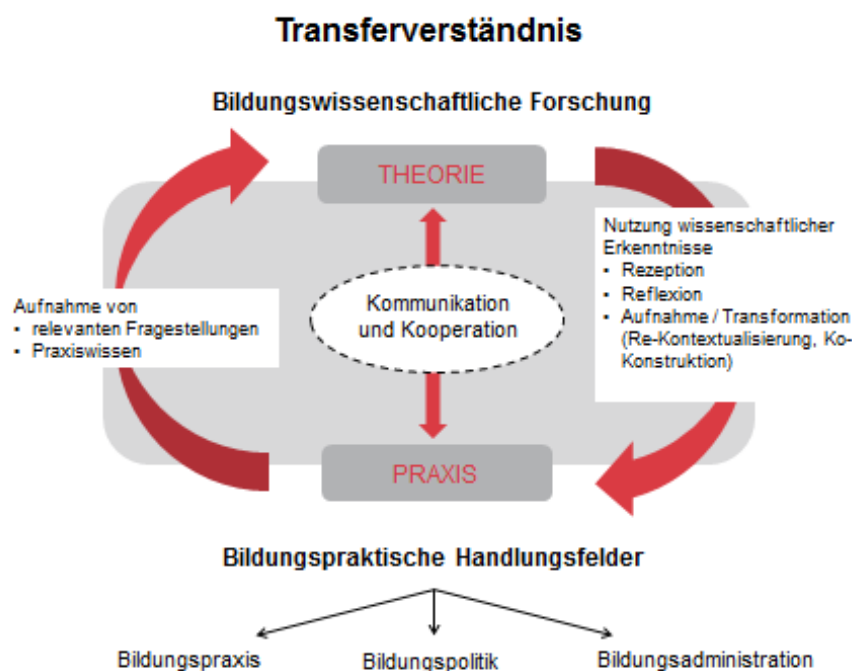 Transferverständnis
Bildungswissenschaftliche Forschung
THEORIE
Nutzung wissenschaftlicher
Erkenntnisse
▪ Rezeption
▪ Reflexion
▪ Aufnahme / Transformation
(Re-Kontextualisierung, Ko-
Konstruktion)
Kommunikation
und Kooperation
Aufnahme von
▪ relevanten Fragestellungen
▪ Praxiswissen
PRAXIS
Bildungspraktische Handlungsfelder
Bildungspraxis
Bildungspolitik
Bildungsadministration